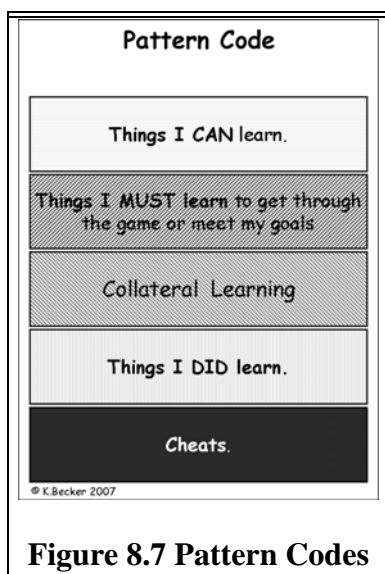 Pattern Code
Things I CAN learn.
Things I MUST learn to get through
the game or meet my goals
Collateral Learning
Things I DID learn.
Cheats.
© K.Becker 2007
Figure 8.7 Pattern Codes